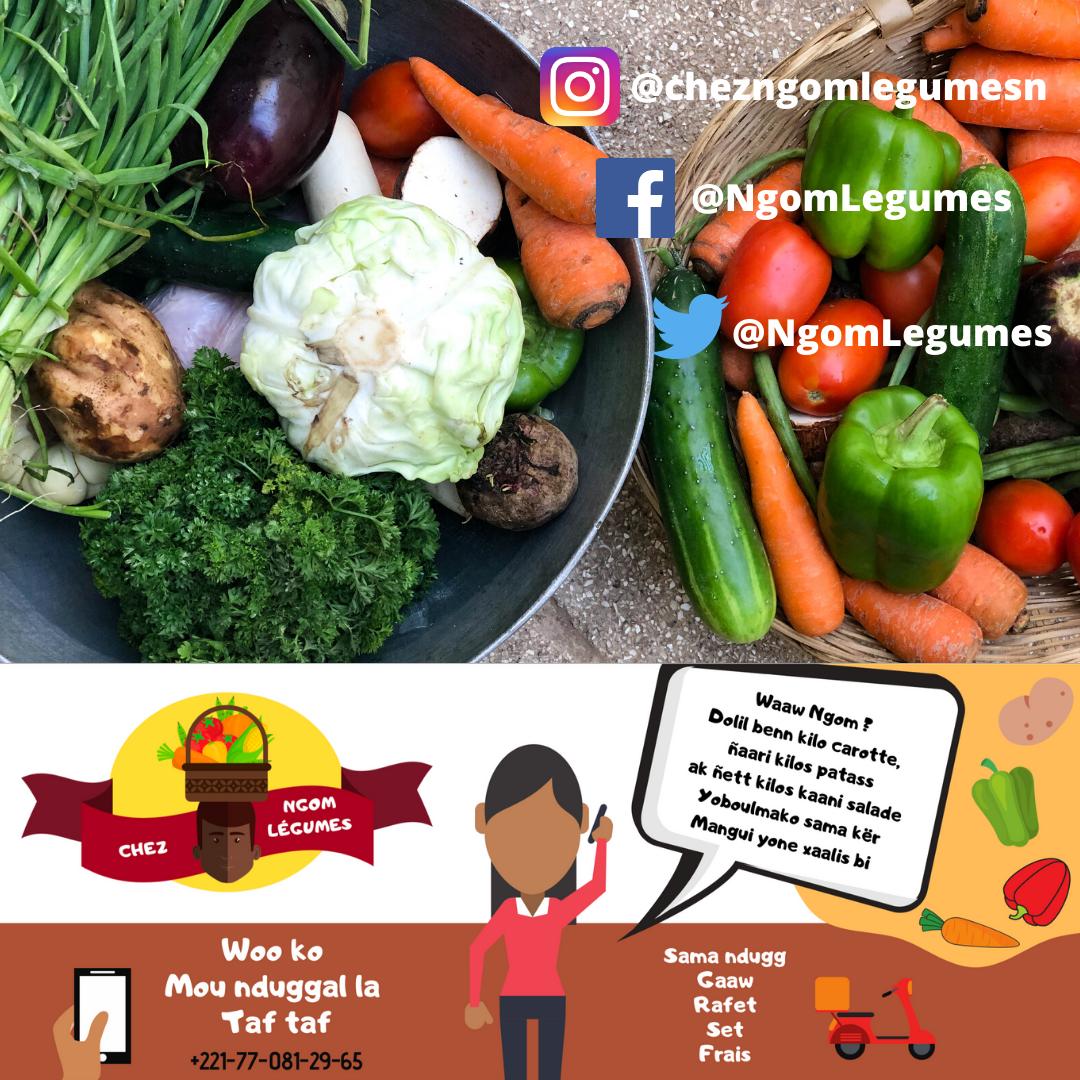 @chezngomlegumesn
@NgomLegumes
@NgomLegumes
CHEZ
NGOM
LÉGUMES
Waaw Ngom ?
Dolil benn kilo carotte,
ñaari kilos patass
ak ñett kilos kaani salade
Yoboulmako sama kër
Mangui yone xaalis bi
Woo ko
Mou nduggal la
Taf taf
+221-77-081-29-65
Sama ndugg
Gaaw
Rafet
Set
Frais